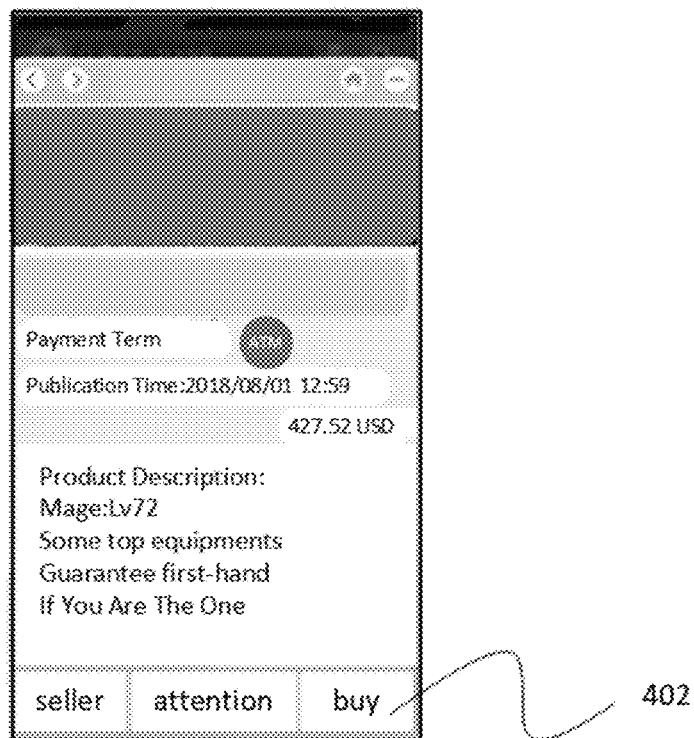 Payment Term
Publication Time:2018/08/01 12:59
427.52 USD
Product Description:
Mage:Lv72
Some top equipments
Guarantee first-hand
If You Are The One
seller attention buy
402